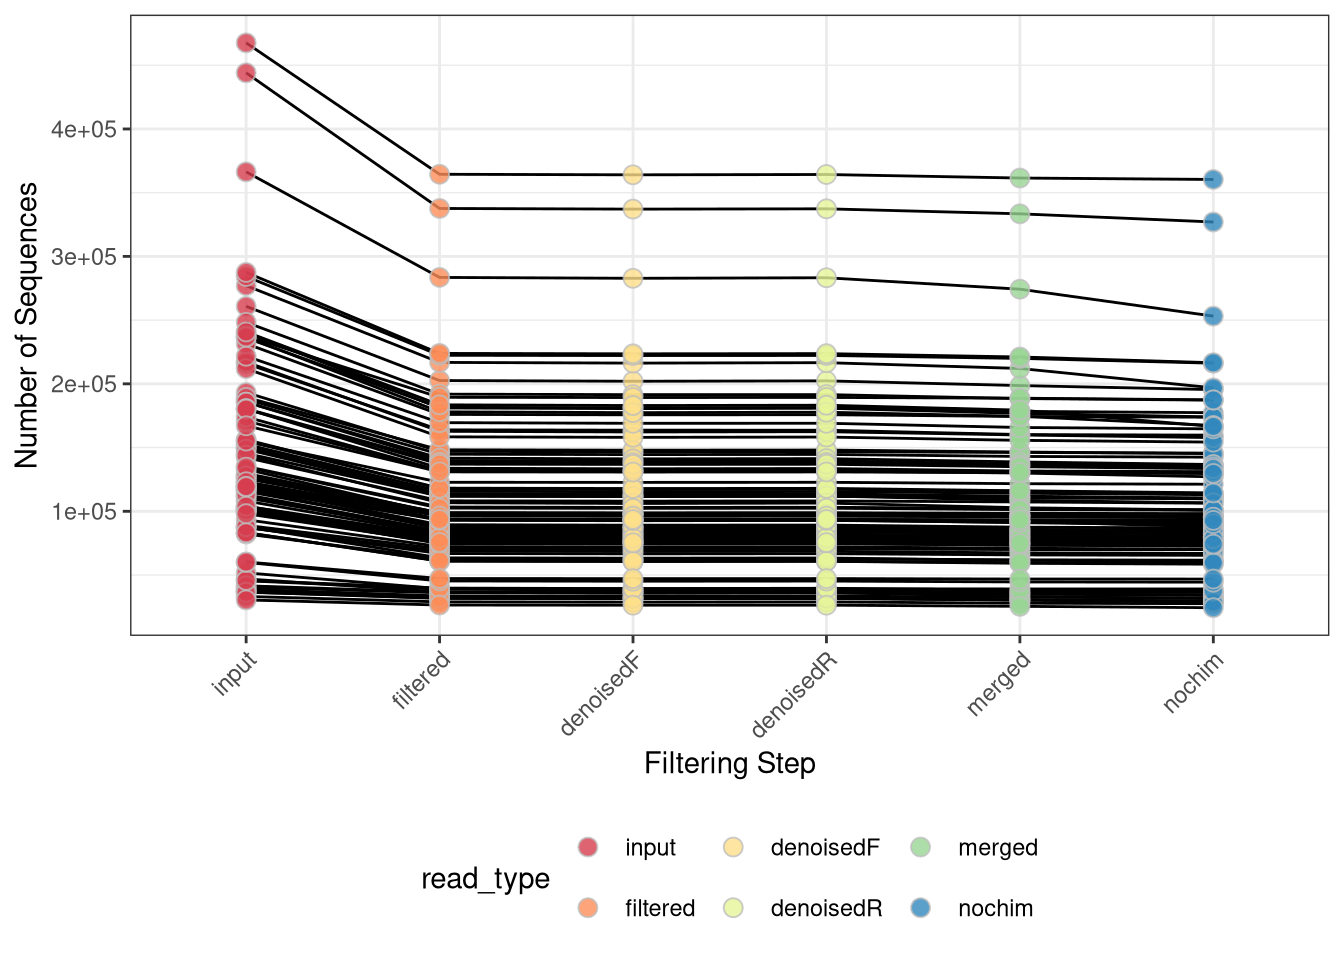 Number of Sequences
4e+05
3e+05
2e+05
1e+05
input
filtered
denoisedF
denoisedR
merged
nochim
Filtering Step
read_type
input
denoisedF
merged
filtered
denoisedR
nochim